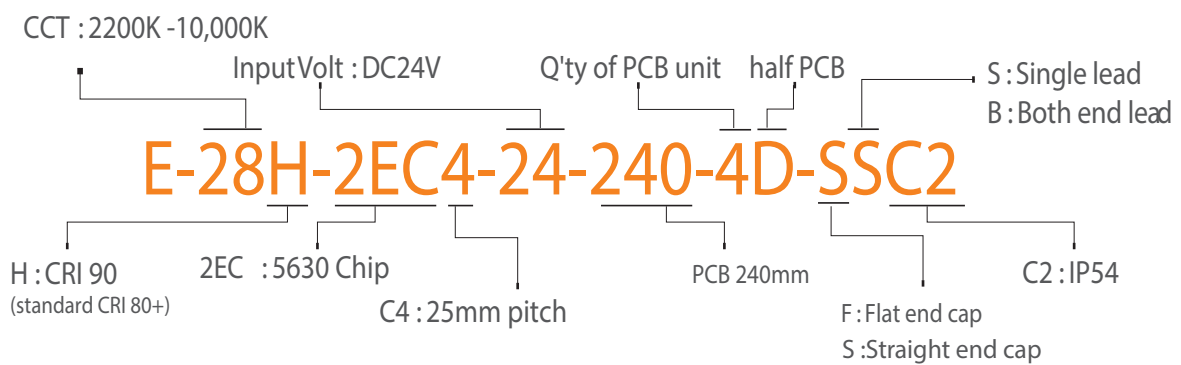 CCT : 2200K -10,000K
Input Volt : DC24V
Q'ty of PCB unit
half PCB
S : Single lead
B : Both end lead
E-28H-2EC4-24-240-4D-SSC2
H : CRI 90
(standard CRI 80+)
2EC : 5630 Chip
C4 : 25mm pitch
PCB 240mm
F : Flat end cap
S :Straight end cap
C2 : IP54